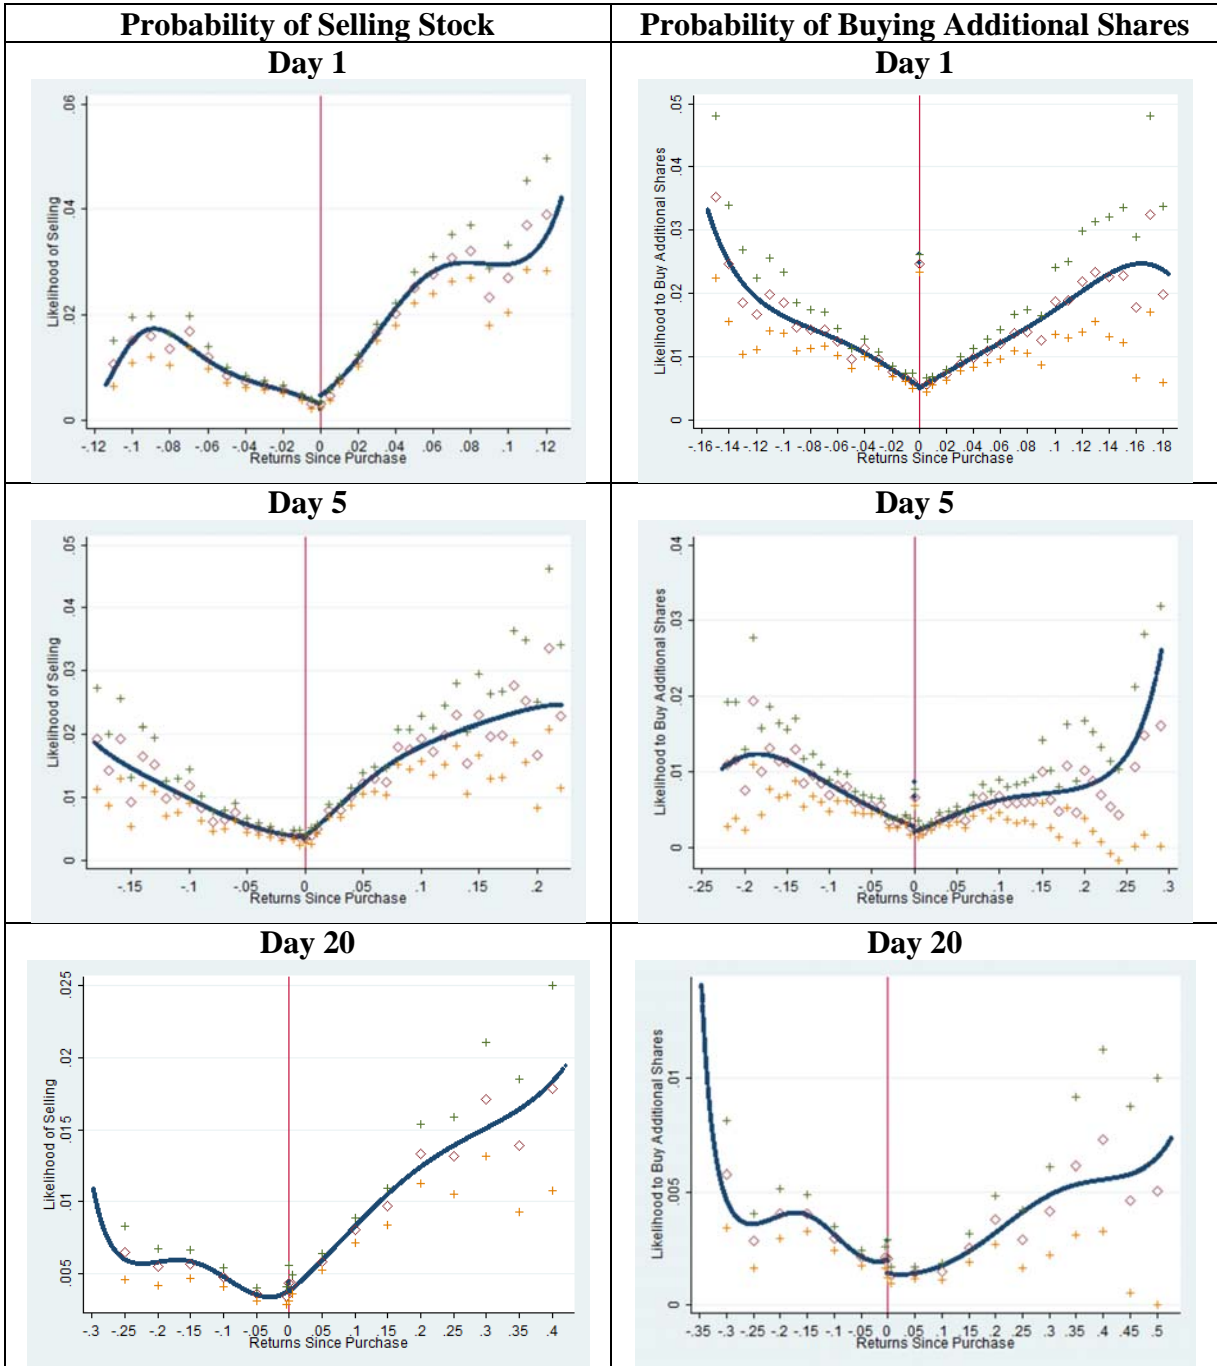 Probability of Selling Stock
Probability of Buying Additional Shares
Day 1
Day 1
.06
.04
.02
0
Likelihood of Selling
-.12 -.1 -.08 -.06 -.04 -.02 0 .02 .04 .06 .08 .1 .12
Returns Since Purchase
.05
.04
.03
.02
.01
0
Likelihood to Buy Additional Shares
-.16 -.14 -.12 -.1 -.08 -.06 -.04 -.02 0 .02 .04 .06 .08 .1 .12 .14 .16 .18
Returns Since Purchase
Day 5
Day 5
.05
.04
.03
.02
.01
0
Likelihood of Selling
-.15 -.1 -.05 0 .05 .1 .15 .2
Returns Since Purchase
.04
.03
.02
.01
0
Likelihood to Buy Additional Shares
-.25 -.2 -.15 -.1 -.05 0 .05 .1 .15 .2 .25 .3
Returns Since Purchase
Day 20
Day 20
.025
.02
.015
.01
.005
Likelihood of Selling
-.3 -.25 -.2 -.15 -.1 -.05 0 .05 .1 .15 .2 .25 .3 .35 .4
Returns Since Purchase
.01
.005
0
Likelihood to Buy Additional Shares
-.35 -.3 -.25 -.2 -.15 -.1 -.05 0 .05 .1 .15 .2 .25 .3 .35 .4 .45 .5
Returns Since Purchase